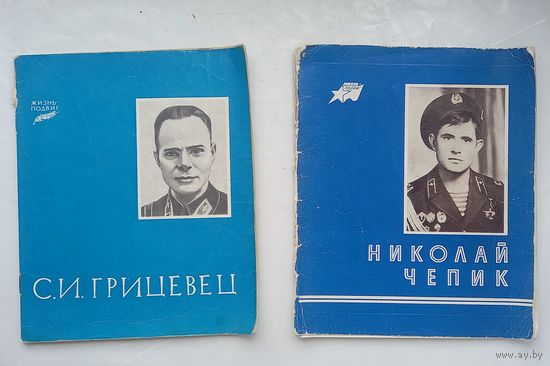 ЖИЗНЬ-
ПОДВИГ
С.И.ГРИЦЕВЕЦ
НИКОЛАЙ
ЧЕПИК
© www.ay.by